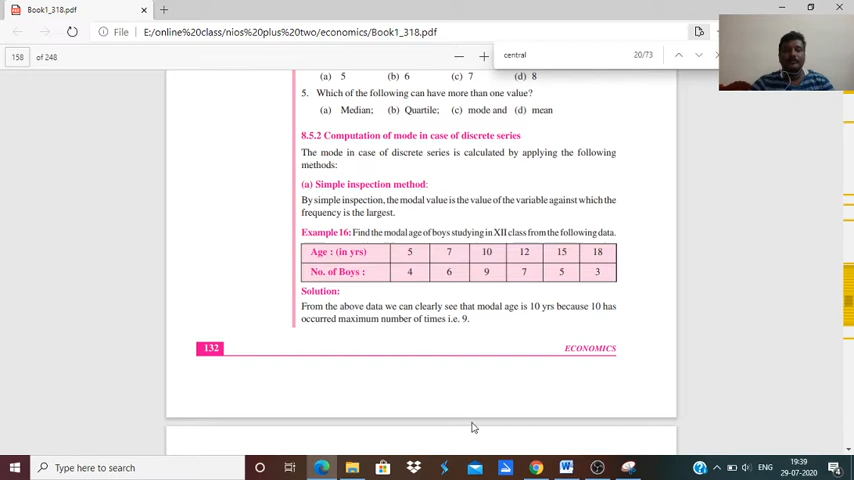 Book1_318.pdf
File
E:/online%20class/nios%20plus%20two/economics/Book1_318.pdf
158 of 248
central 20/73
(a) 5 (b) 6 (c) 7 (d) 8
5. Which of the following can have more than one value?
(a) Median; (b) Quartile; (c) mode and (d) mean
8.5.2 Computation of mode in case of discrete series
The mode in case of discrete series is calculated by applying the following
methods:
(a) Simple inspection method:
By simple inspection, the modal value is the value of the variable against which the
frequency is the largest.
Example 16: Find the modal age of boys studying in XII class from the following data.
Age : (in yrs) 5 7 10 12 15 18
No. of Boys : 4 6 9 7 5 3
Solution:
From the above data we can clearly see that modal age is 10 yrs because 10 has
occurred maximum number of times i.e. 9.
132 ECONOMICS
Type here to search
ENG
19:39
29-07-2020
4